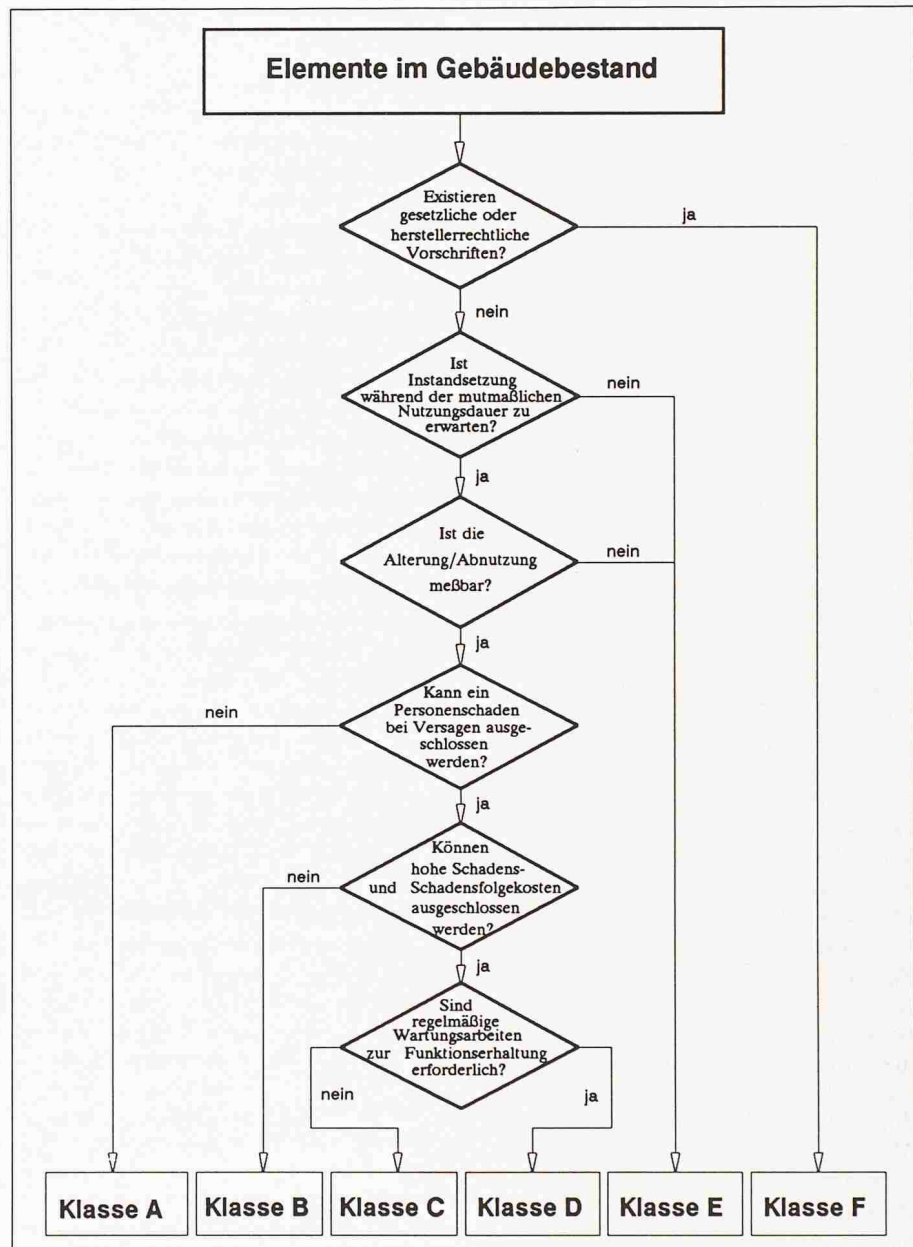 Elemente im Gebäudebestand
Existieren
gesetzliche oder
herstellerrechtliche
Vorschriften?
ja
nein
Ist
Instandsetzung
während der mutmaßlichen
Nutzungsdauer zu
erwarten?
nein
ja
Ist die
Alterung/Abnutzung
meßbar?
nein
ja
Kann ein
Personenschaden
bei Versagen ausge-
schlossen
werden?
nein
ja
Können
hohe Schadens-
und Schadensfolgekosten
ausgeschlossen
werden?
nein
ja
Sind
regelmäßige
Wartungsarbeiten
zur Funktionserhaltung
erforderlich?
nein
ja
Klasse A
Klasse B
Klasse C
Klasse D
Klasse E
Klasse F